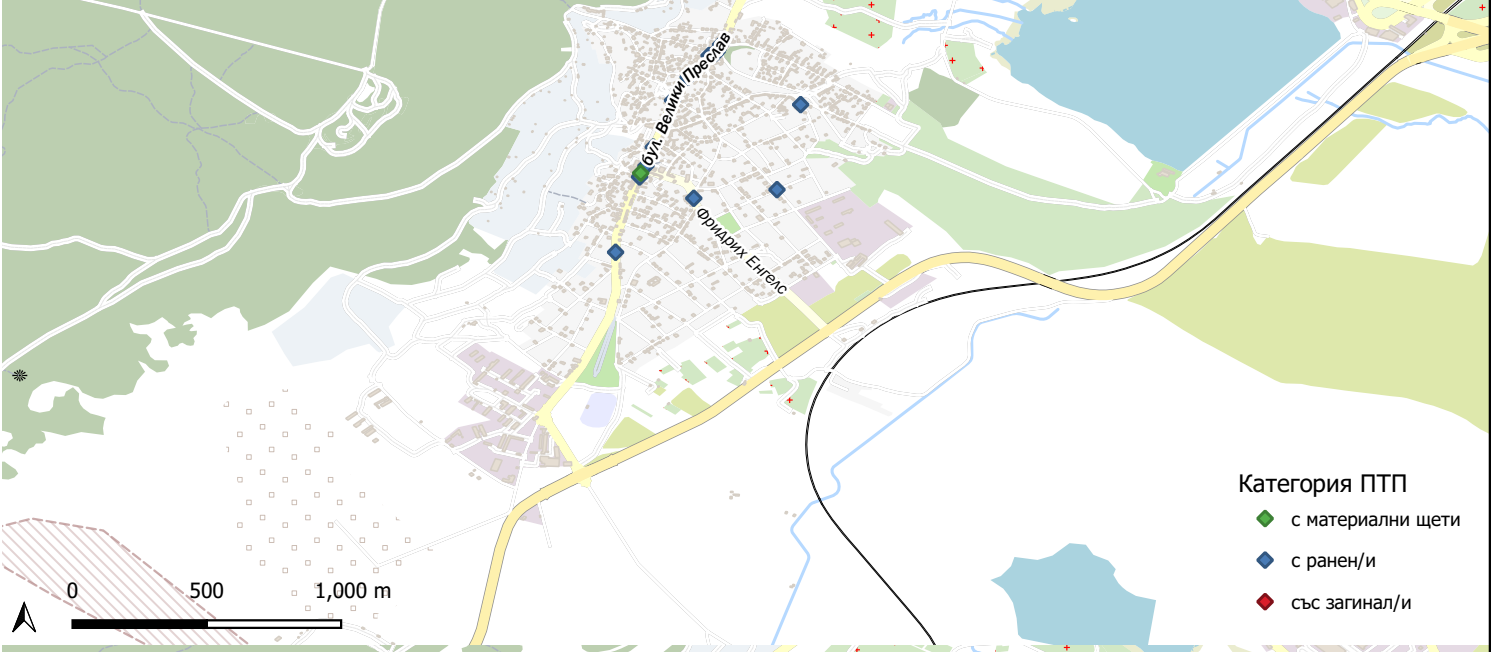 бул. Велики Преслав
Фридрих Енгелс
Категория ПТП
с материални щети
с ранен/и
със загинал/и
0 500 1,000 m